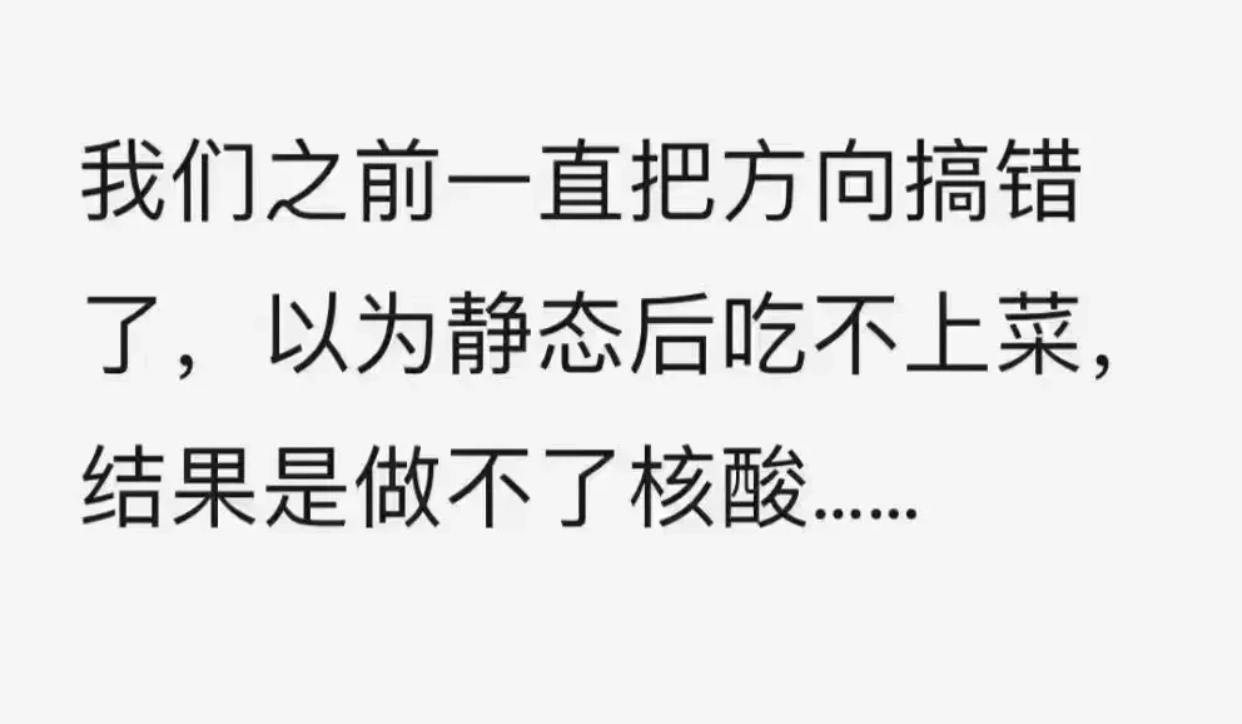 我们之前一直把方向搞错
了，以为静态后吃不上菜，
结果是做不了核酸……